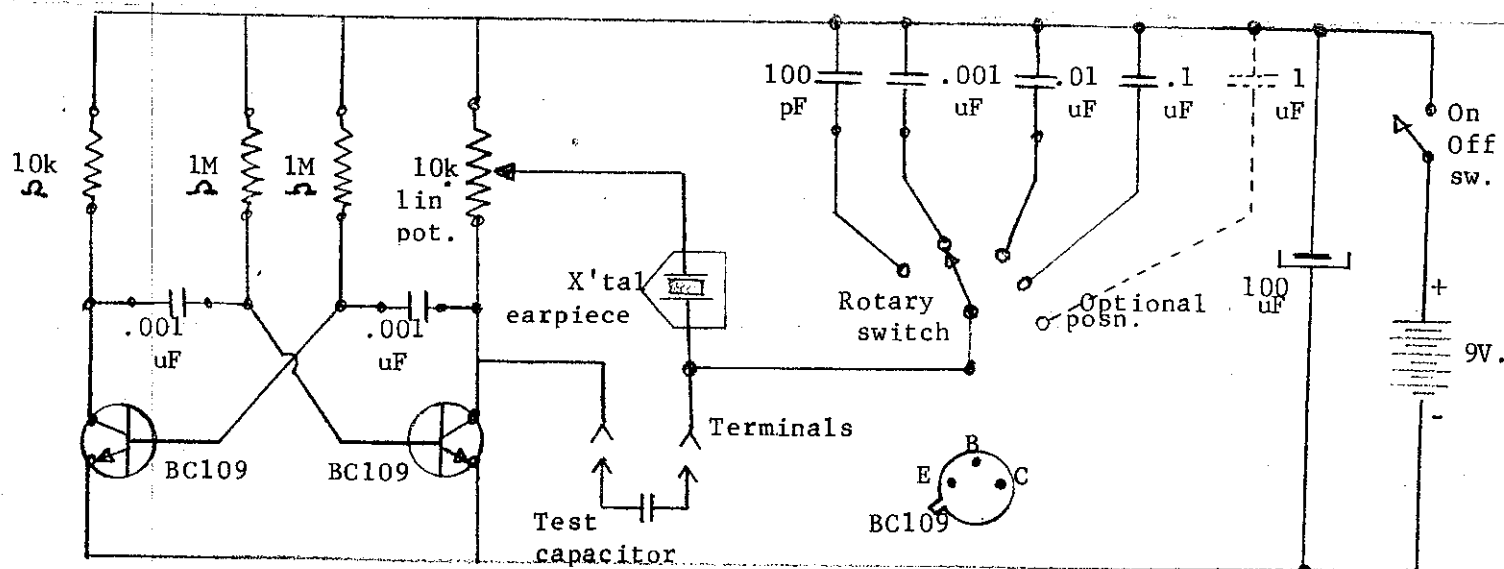 10k
Ω
1M
Ω
1M
Ω
10k
lin
pot.
100
pF
.001
uF
.01
uF
.1
uF
1
uF
On
Off
sw.
.001
uF
.001
uF
X'tal
earpiece
Rotary
switch
Optional
posn.
100
uF
+
9V.
-
BC109
BC109
Terminals
Test
capacitor
B
E
C
BC109